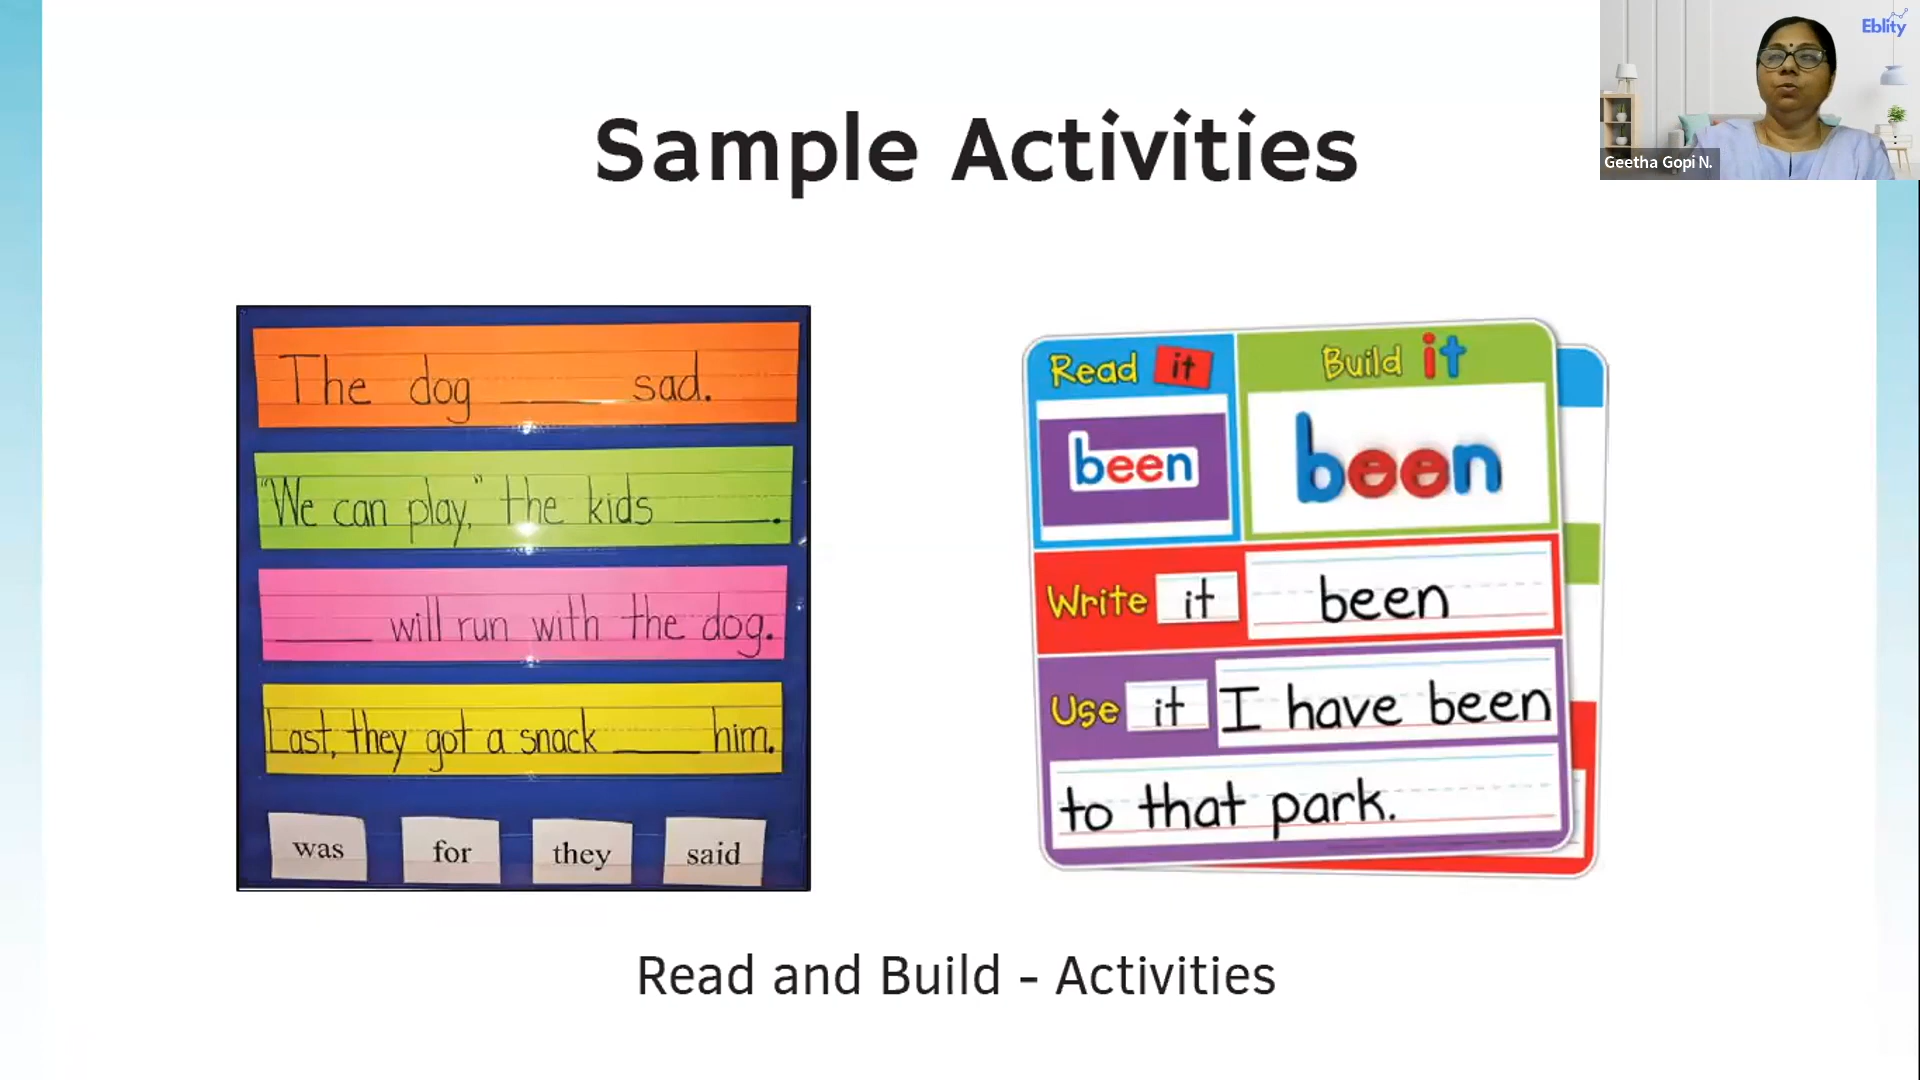 Eblity
Geetha Gopi N.
Sample Activities
The dog ____ sad.
"We can play," the kids ____.
____ will run with the dog.
Last, they got a snack ____ him.
was for they said
Read it
been
Build it
been
Write it been
Use it I have been
to that park.
Read and Build - Activities